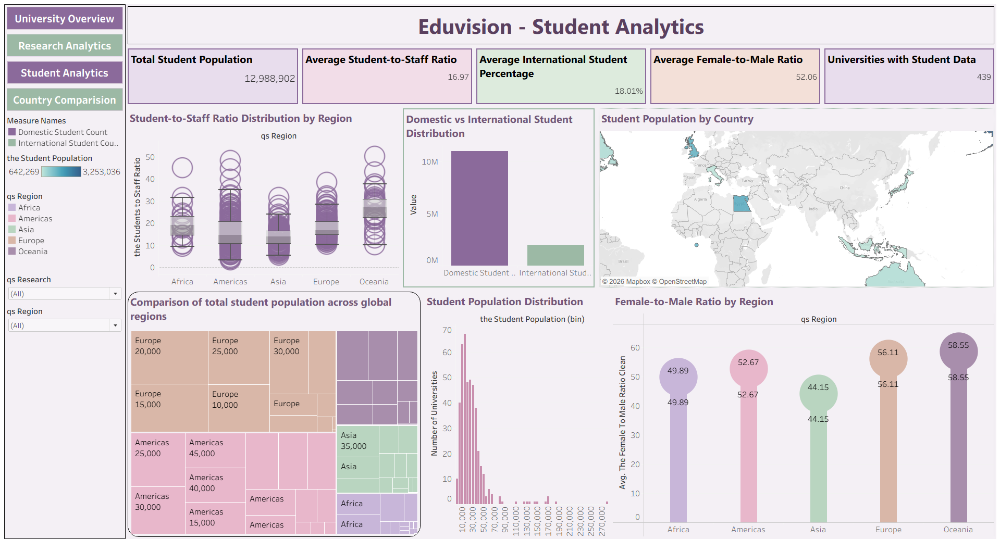 University Overview
Research Analytics
Student Analytics
Country Comparision
Measure Names
Domestic Student Count
International Student Cou..
the Student Population
642,269 3,253,036
qs Region
Africa
Americas
Asia
Europe
Oceania
qs Research
(All)
qs Region
(All)
Eduvision - Student Analytics
Total Student Population
12,988,902
Average Student-to-Staff Ratio
16.97
Average International Student
Percentage
18.01%
Average Female-to-Male Ratio
52.06
Universities with Student Data
439
Student-to-Staff Ratio Distribution by Region
qs Region
the Students to Staff Ratio
50
40
30
20
10
0
Africa Americas Asia Europe Oceania
Domestic vs International Student
Distribution
Value
10M
5M
0M
Domestic Student .. International Stud..
Student Population by Country
France
Spain
Turkey
Algeria
Iran
China
India
Brazil
© 2026 Mapbox © OpenStreetMap
Comparison of total student population across global
regions
Europe
20,000
Europe
25,000
Europe
30,000
Europe
15,000
Europe
10,000
Europe
Americas
25,000
Americas
45,000
Americas
40,000
Americas
30,000
Americas
15,000
Americas
Americas
Asia
35,000
Asia
Africa
Africa
Student Population Distribution
the Student Population (bin)
Number of Universities
70
60
50
40
30
20
10
0
10,000
30,000
50,000
70,000
90,000
110,000
130,000
150,000
170,000
190,000
210,000
230,000
250,000
270,000
Female-to-Male Ratio by Region
qs Region
Avg. The Female To Male Ratio Clean
60
50
40
30
20
10
0
49.89
49.89
52.67
52.67
44.15
44.15
56.11
56.11
58.55
58.55
Africa Americas Asia Europe Oceania